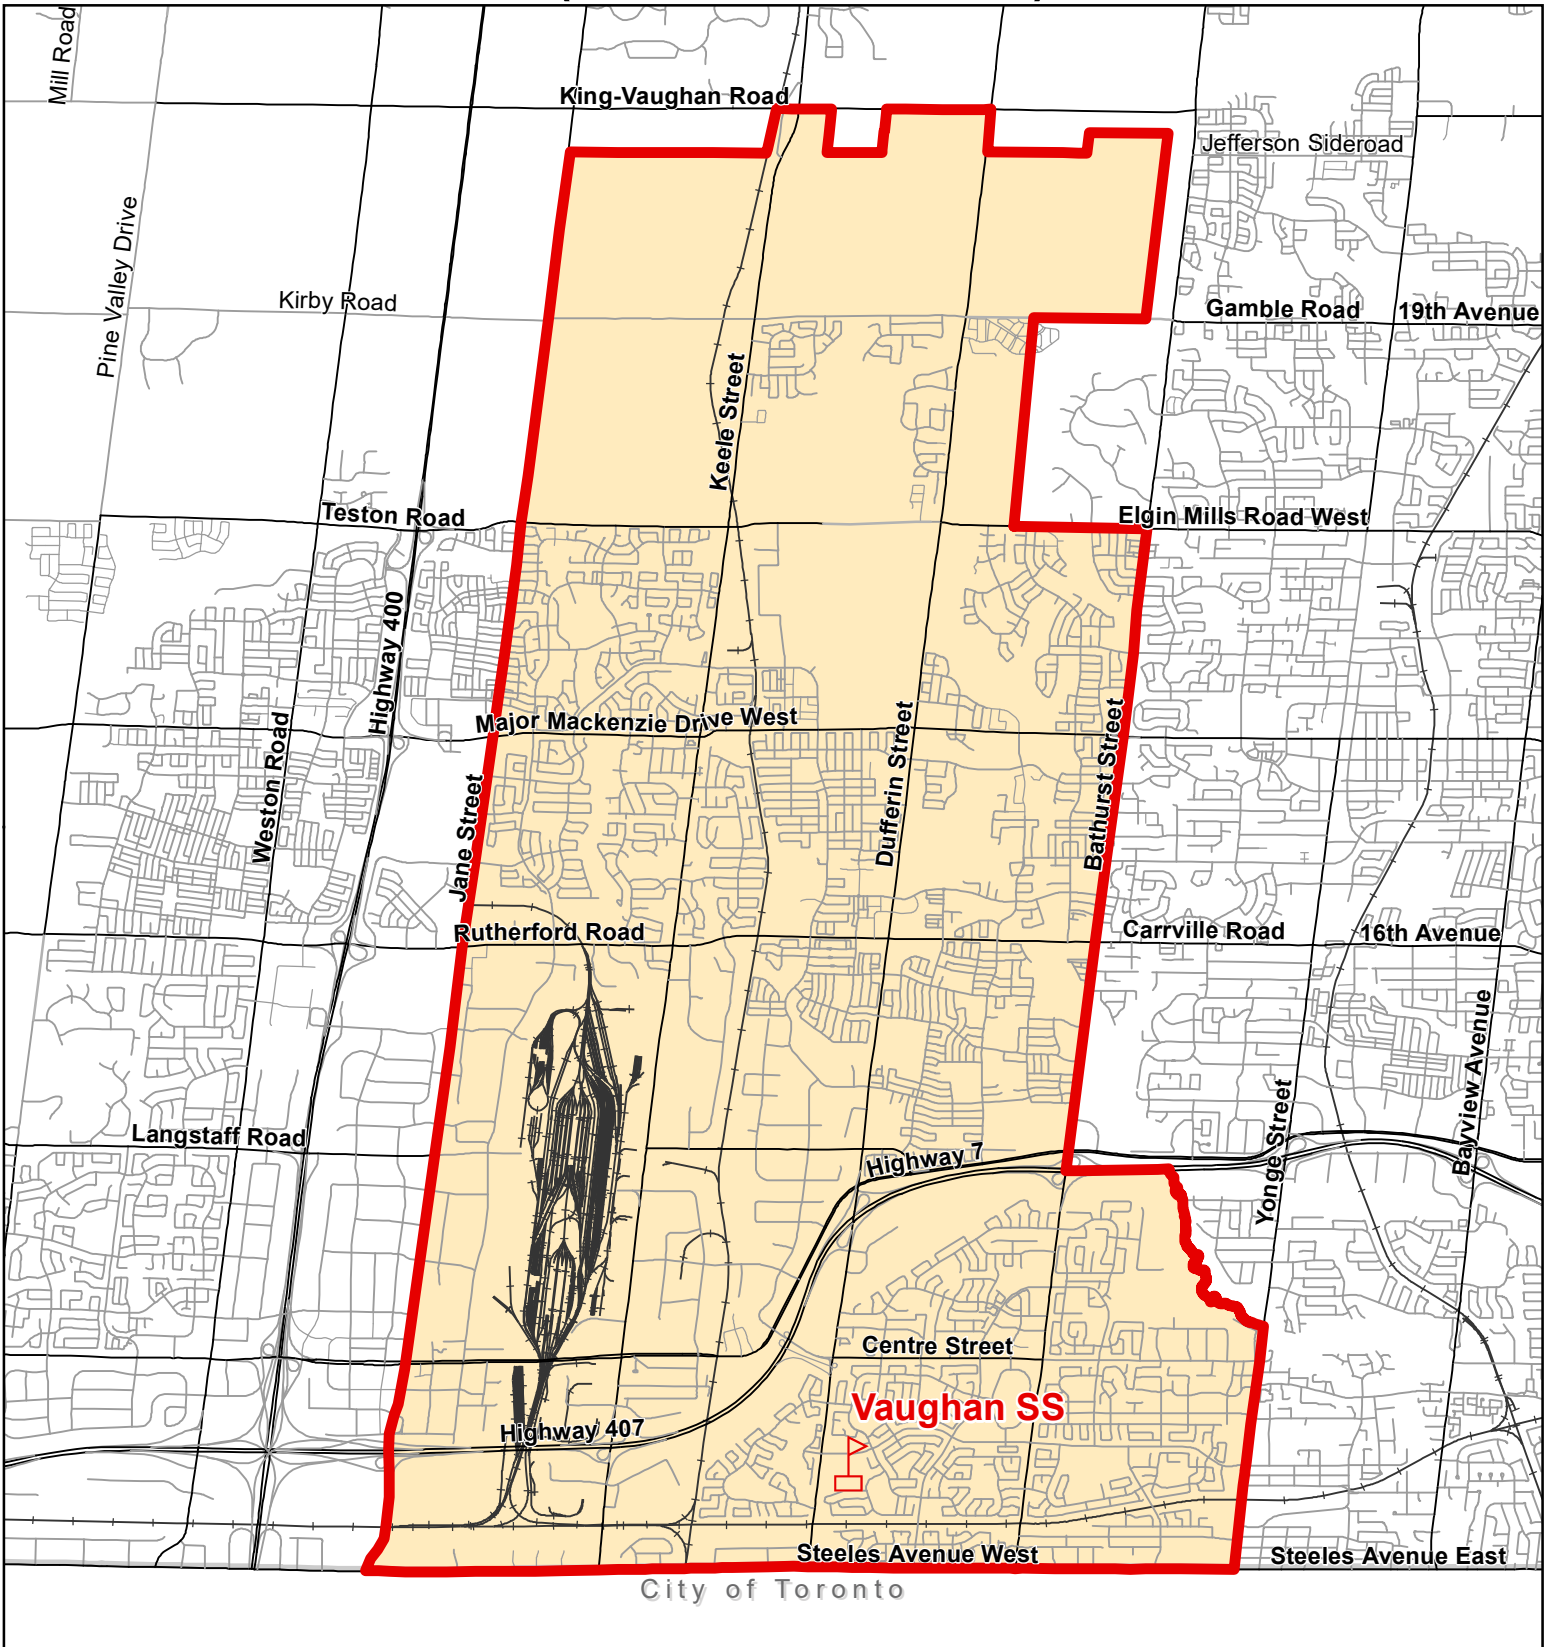 Mill Road
King-Vaughan Road
Jefferson Sideroad
Pine Valley Drive
Kirby Road
Gamble Road
19th Avenue
Keele Street
Teston Road
Elgin Mills Road West
Highway 400
Weston Road
Major Mackenzie Drive West
Jane Street
Dufferin Street
Bathurst Street
Rutherford Road
Carrville Road
16th Avenue
Langstaff Road
Highway 7
Yonge Street
Bayview Avenue
Centre Street
Vaughan SS
Highway 407
Steeles Avenue West
Steeles Avenue East
City of Toronto